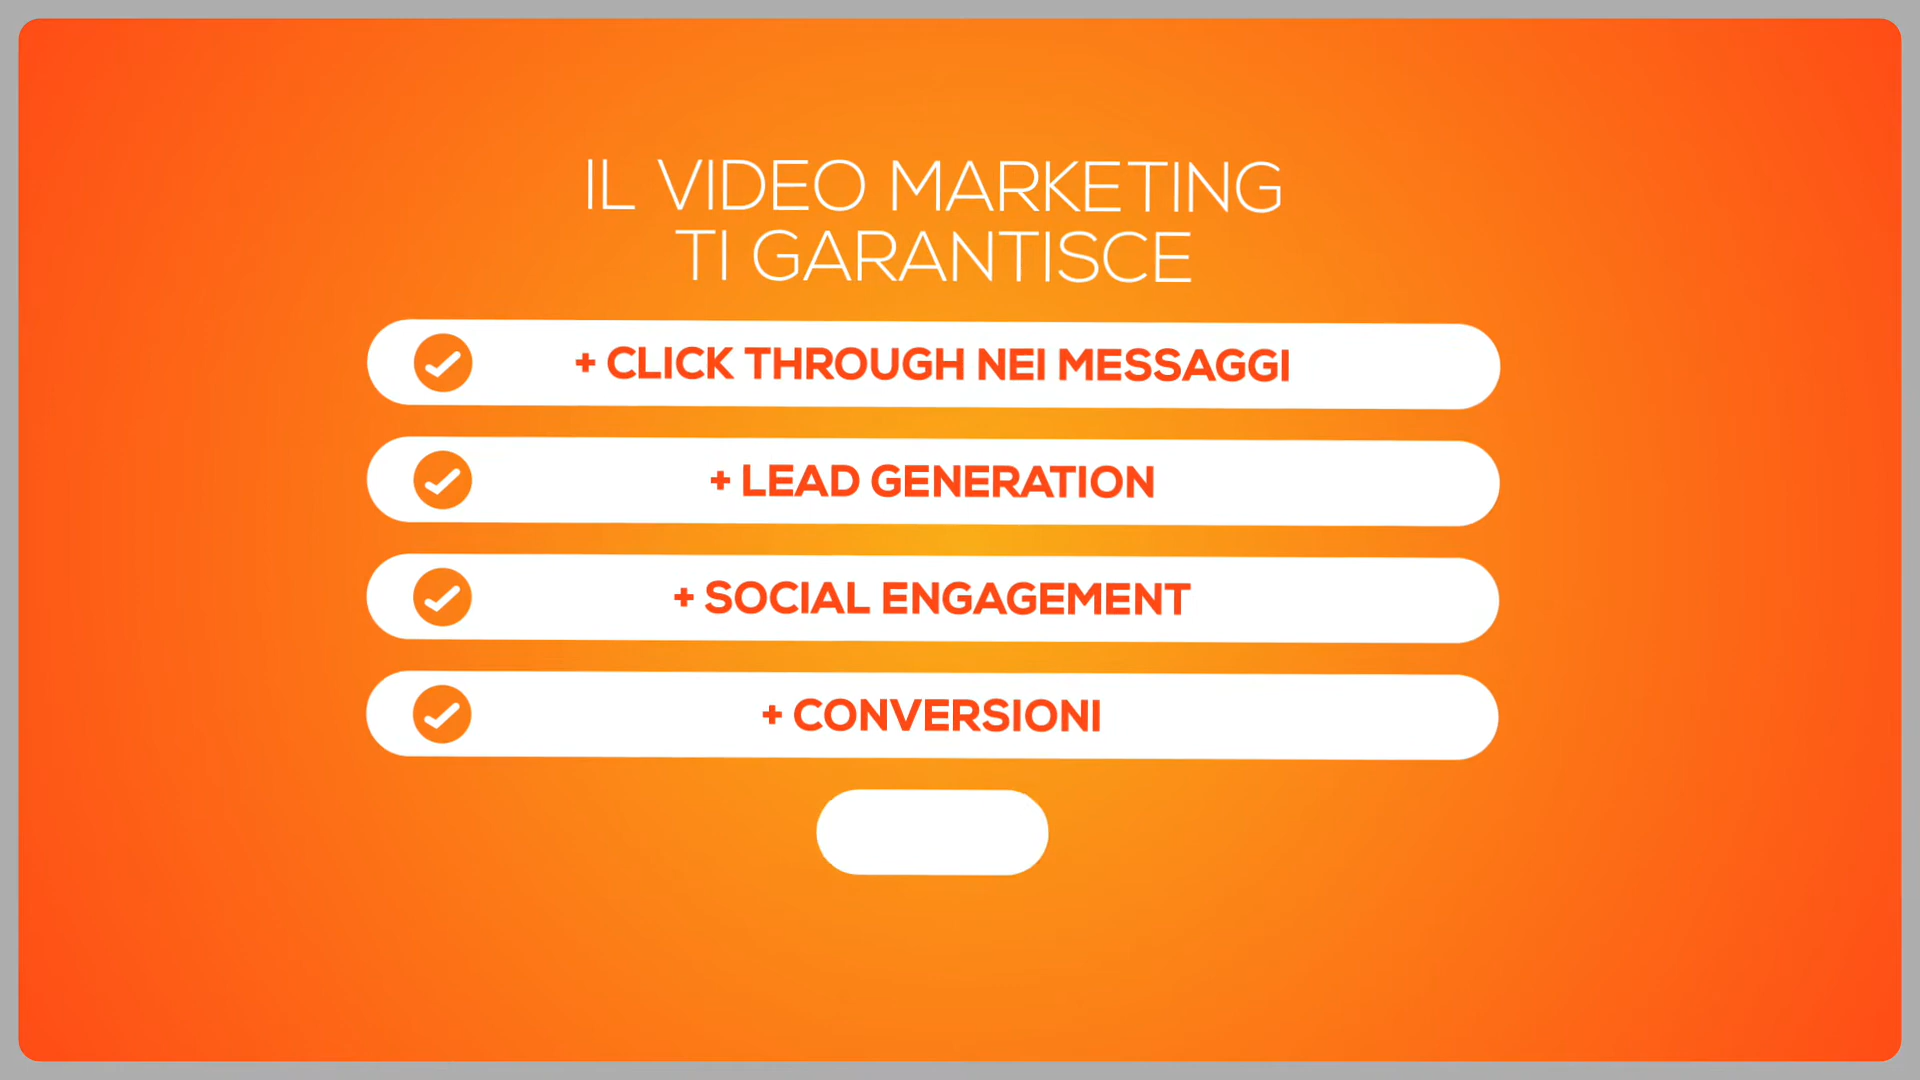 IL VIDEO MARKETING
TI GARANTISCE
+ CLICK THROUGH NEI MESSAGGI
+ LEAD GENERATION
+ SOCIAL ENGAGEMENT
+ CONVERSIONI